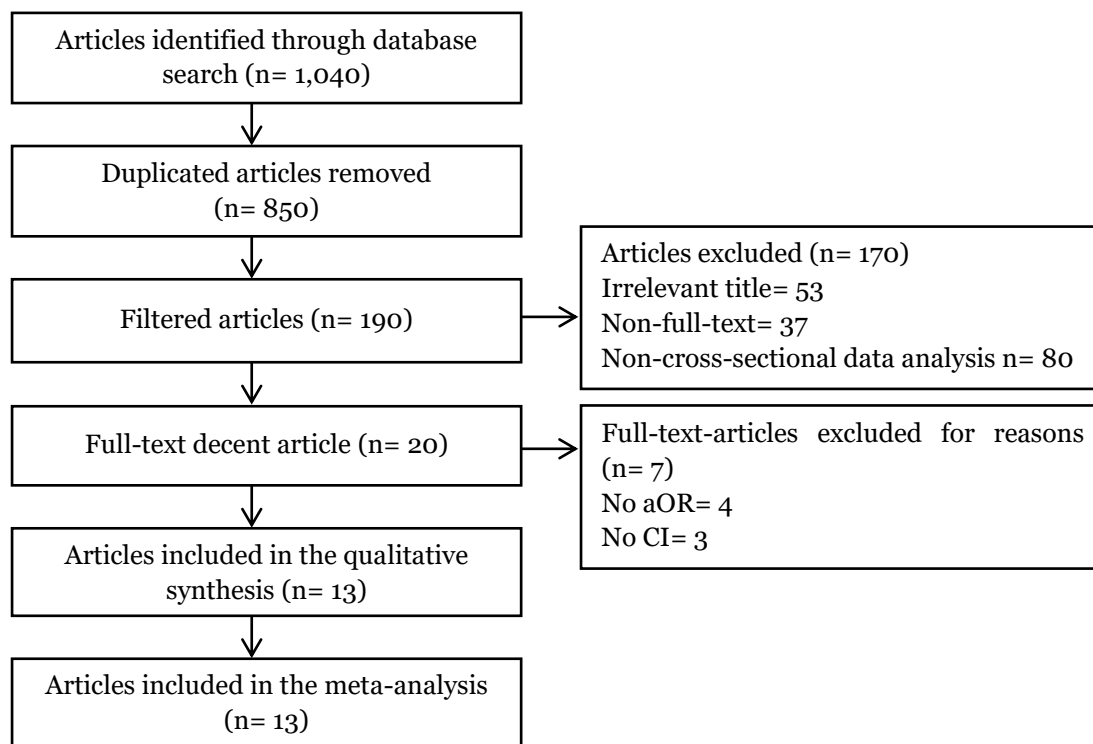 Articles identified through database
search (n= 1,040)
Duplicated articles removed
(n= 850)
Filtered articles (n= 190)
Articles excluded (n= 170)
Irrelevant title= 53
Non-full-text= 37
Non-cross-sectional data analysis n= 80
Full-text decent article (n= 20)
Full-text-articles excluded for reasons
(n= 7)
No aOR= 4
No CI= 3
Articles included in the qualitative
synthesis (n= 13)
Articles included in the meta-analysis
(n= 13)